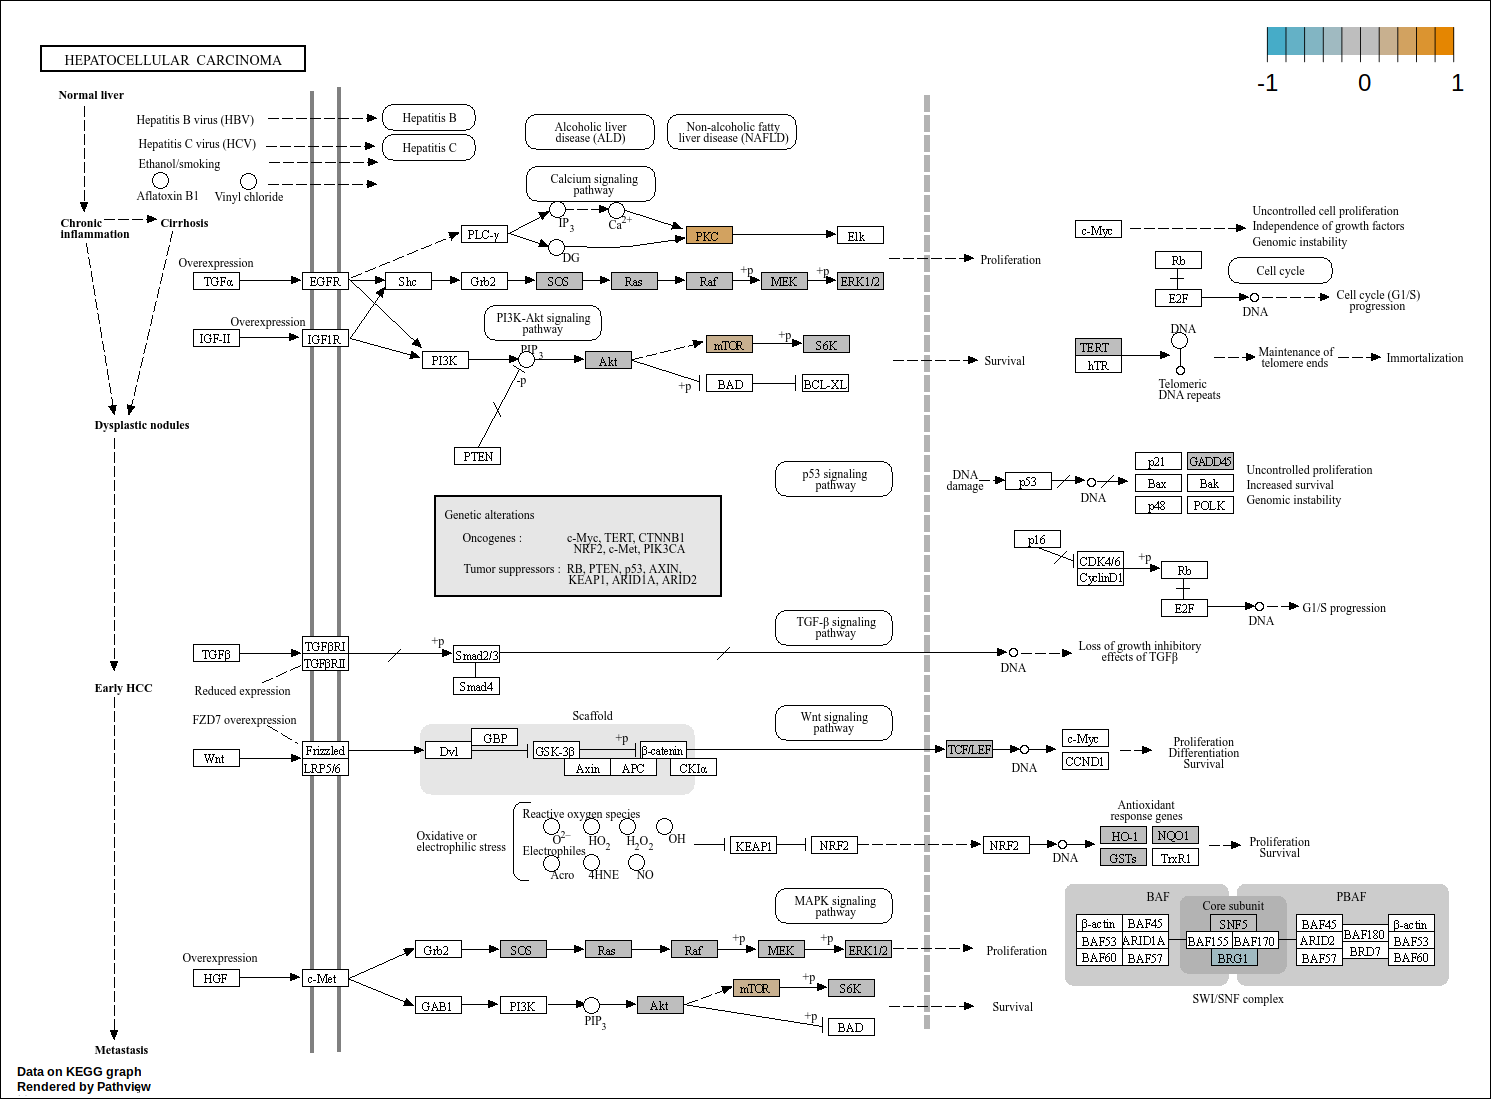 HEPATOCELLULAR CARCINOMA
-1 0 1
Normal liver
Hepatitis B virus (HBV)
Hepatitis B
Hepatitis C virus (HCV)
Hepatitis C
Ethanol/smoking
Aflatoxin B1
Vinyl chloride
Alcoholic liver
disease (ALD)
Non-alcoholic fatty
liver disease (NAFLD)
Calcium signaling
pathway
Chronic
inflammation
Cirrhosis
IP3
Ca2+
PLC-γ
DG
PKC
Elk
Overexpression
TGFα
EGFR
Shc
Grb2
SOS
Ras
Raf
+p
MEK
+p
ERK1/2
Proliferation
c-Myc
Uncontrolled cell proliferation
Independence of growth factors
Genomic instability
Rb
Cell cycle
E2F
DNA
Cell cycle (G1/S)
progression
Overexpression
IGF-II
IGF1R
PI3K-Akt signaling
pathway
PI3K
PIP3
-p
Akt
mTOR
+p
S6K
+p
BAD
BCL-XL
Survival
PTEN
TERT
hTR
DNA
Telomeric
DNA repeats
Maintenance of
telomere ends
Immortalization
Dysplastic nodules
p53 signaling
pathway
DNA
damage
p53
DNA
p21
GADD45
Bax
Bak
p48
POLK
Uncontrolled proliferation
Increased survival
Genomic instability
Genetic alterations
Oncogenes : c-Myc, TERT, CTNNB1
NRF2, c-Met, PIK3CA
Tumor suppressors : RB, PTEN, p53, AXIN,
KEAP1, ARID1A, ARID2
p16
CDK4/6
CyclinD1
+p
Rb
E2F
DNA
G1/S progression
TGF-β signaling
pathway
TGFβ
TGFβRI
TGFβRII
Reduced expression
+p
Smad2/3
Smad4
DNA
Loss of growth inhibitory
effects of TGFβ
Early HCC
FZD7 overexpression
Wnt
Frizzled
LRP5/6
Scaffold
Dvl
GBP
GSK-3β
+p
β-catenin
Axin
APC
CKIα
Wnt signaling
pathway
TCF/LEF
DNA
c-Myc
CCND1
Proliferation
Differentiation
Survival
Oxidative or
electrophilic stress
Reactive oxygen species
O2−
HO2
H2O2
OH
Electrophiles
Acro
4HNE
NO
KEAP1
NRF2
NRF2
DNA
Antioxidant
response genes
HO-1
NQO1
GSTs
TrxR1
Proliferation
Survival
MAPK signaling
pathway
Overexpression
HGF
c-Met
Grb2
SOS
Ras
Raf
+p
MEK
+p
ERK1/2
Proliferation
GAB1
PI3K
PIP3
Akt
mTOR
+p
S6K
+p
BAD
Survival
BAF
PBAF
Core subunit
β-actin
BAF45
SNF5
BAF45
β-actin
BAF53
ARID1A
BAF155
BAF170
ARID2
BAF180
BAF53
BAF60
BAF57
BRG1
BAF57
BRD7
BAF60
SWI/SNF complex
Metastasis
Data on KEGG graph
Rendered by Pathview